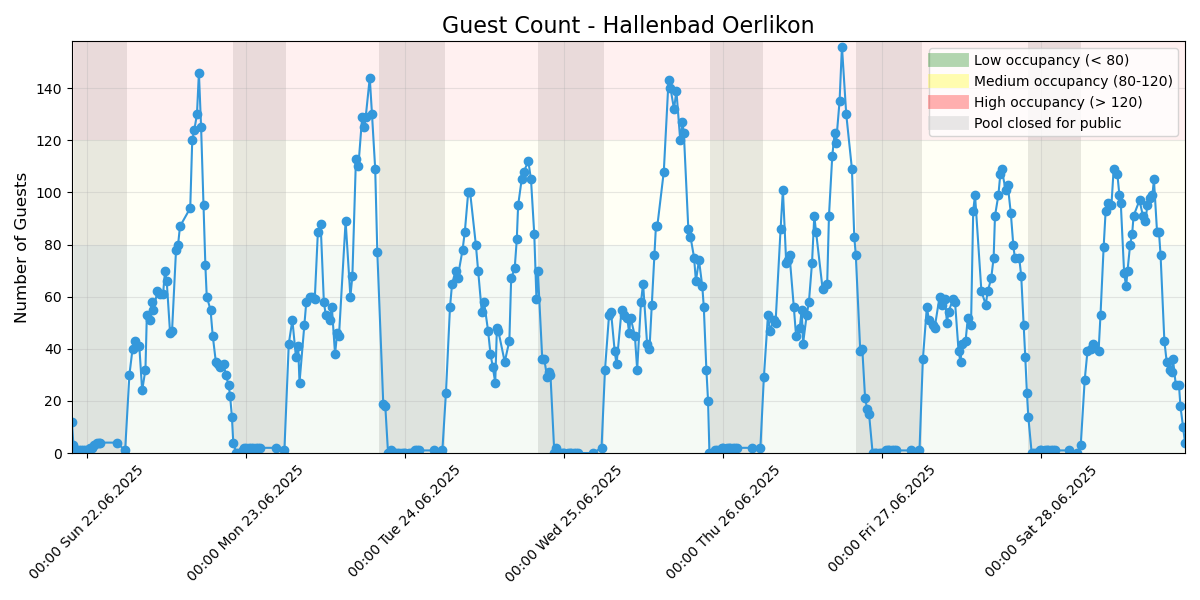 Guest Count - Hallenbad Oerlikon
Number of Guests
140
120
100
80
60
40
20
0
Low occupancy (< 80)
Medium occupancy (80-120)
High occupancy (> 120)
Pool closed for public
00:00 Sun 22.06.2025
00:00 Mon 23.06.2025
00:00 Tue 24.06.2025
00:00 Wed 25.06.2025
00:00 Thu 26.06.2025
00:00 Fri 27.06.2025
00:00 Sat 28.06.2025